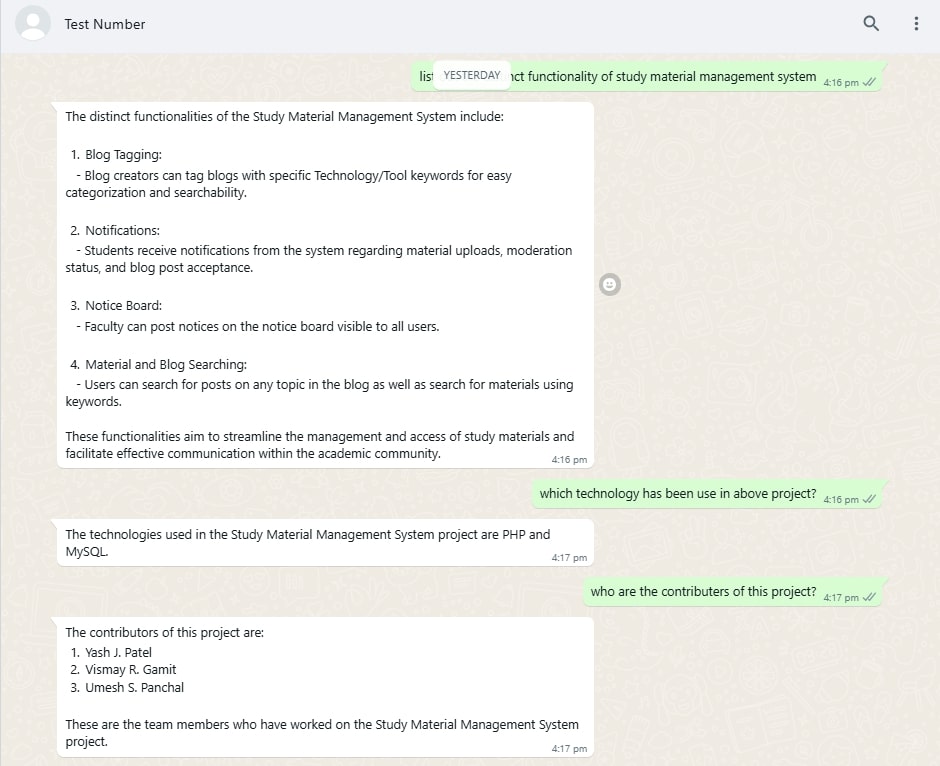 Test Number
YESTERDAY
functionality of study material management system
4:16 pm
The distinct functionalities of the Study Material Management System include:
1. Blog Tagging:
- Blog creators can tag blogs with specific Technology/Tool keywords for easy
categorization and searchability.
2. Notifications:
- Students receive notifications from the system regarding material uploads, moderation
status, and blog post acceptance.
3. Notice Board:
- Faculty can post notices on the notice board visible to all users.
4. Material and Blog Searching:
- Users can search for posts on any topic in the blog as well as search for materials using
keywords.
These functionalities aim to streamline the management and access of study materials and
facilitate effective communication within the academic community.
4:16 pm
which technology has been use in above project?
4:16 pm
The technologies used in the Study Material Management System project are PHP and
MySQL.
4:17 pm
who are the contributers of this project?
4:17 pm
The contributors of this project are:
1. Yash J. Patel
2. Vismay R. Gamit
3. Umesh S. Panchal
These are the team members who have worked on the Study Material Management System
project.
4:17 pm